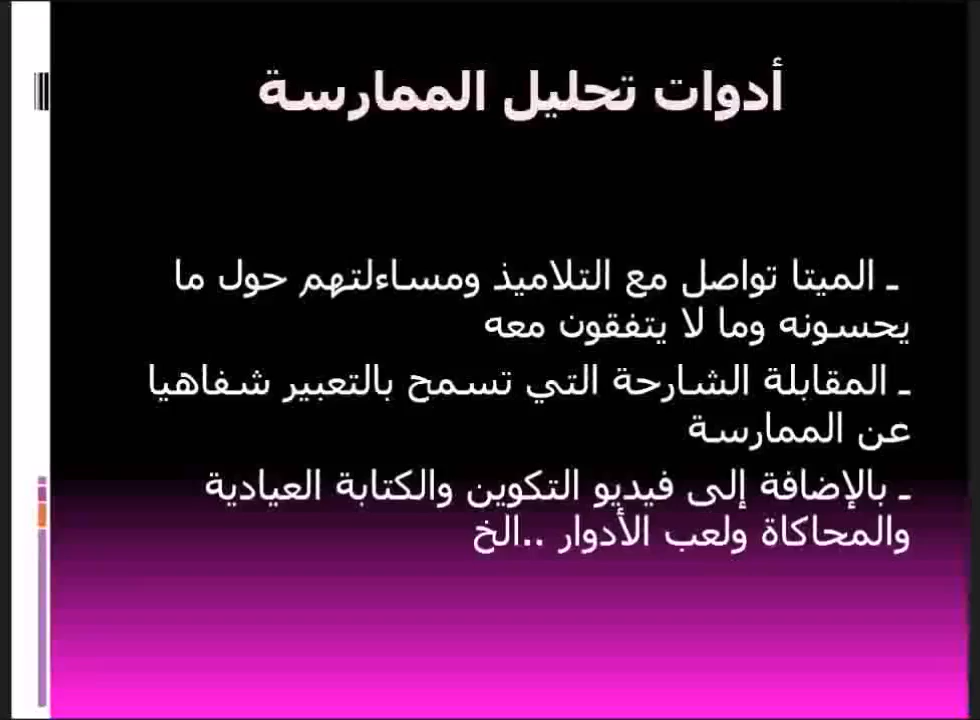 أدوات تحليل الممارسة
ـ الميتا تواصل مع التلاميذ ومساءلتهم حول ما
يحسونه وما لا يتفقون معه
ـ المقابلة الشارحة التي تسمح بالتعبير شفاهيا
عن الممارسة
ـ بالإضافة إلى فيديو التكوين والكتابة العيادية
والمحاكاة ولعب الأدوار ..الخ